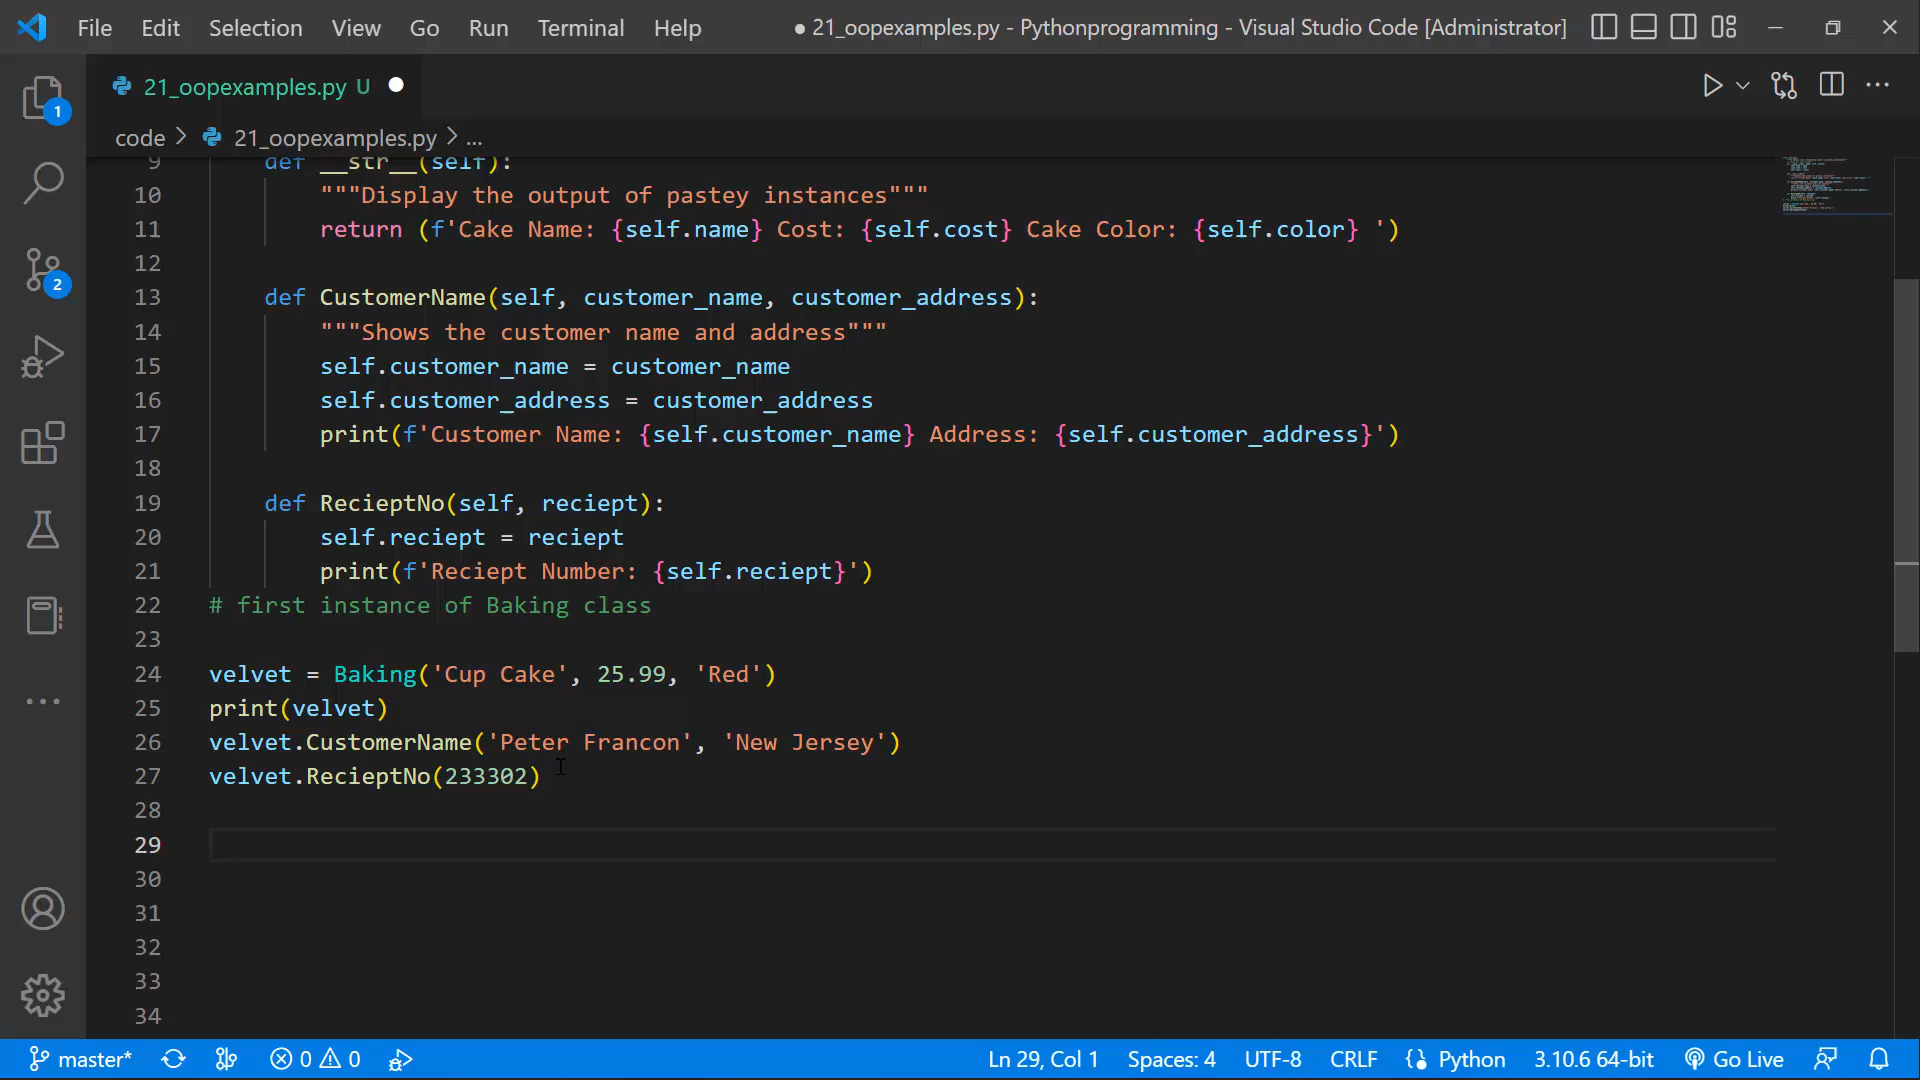 File Edit Selection View Go Run Terminal Help ● 21_oopexamples.py - Pythonprogramming - Visual Studio Code [Administrator]
21_oopexamples.py U
code > 21_oopexamples.py > ...
9 def __str__(self):
10 """Display the output of pastey instances"""
11 return (f'Cake Name: {self.name} Cost: {self.cost} Cake Color: {self.color} ')
12
13 def CustomerName(self, customer_name, customer_address):
14 """Shows the customer name and address"""
15 self.customer_name = customer_name
16 self.customer_address = customer_address
17 print(f'Customer Name: {self.customer_name} Address: {self.customer_address}')
18
19 def RecieptNo(self, reciept):
20 self.reciept = reciept
21 print(f'Reciept Number: {self.reciept}')
22 # first instance of Baking class
23
24 velvet = Baking('Cup Cake', 25.99, 'Red')
25 print(velvet)
26 velvet.CustomerName('Peter Francon', 'New Jersey')
27 velvet.RecieptNo(233302)
28
29
30
31
32
33
34
1
2
master* 0 0 Ln 29, Col 1 Spaces: 4 UTF-8 CRLF Python 3.10.6 64-bit Go Live